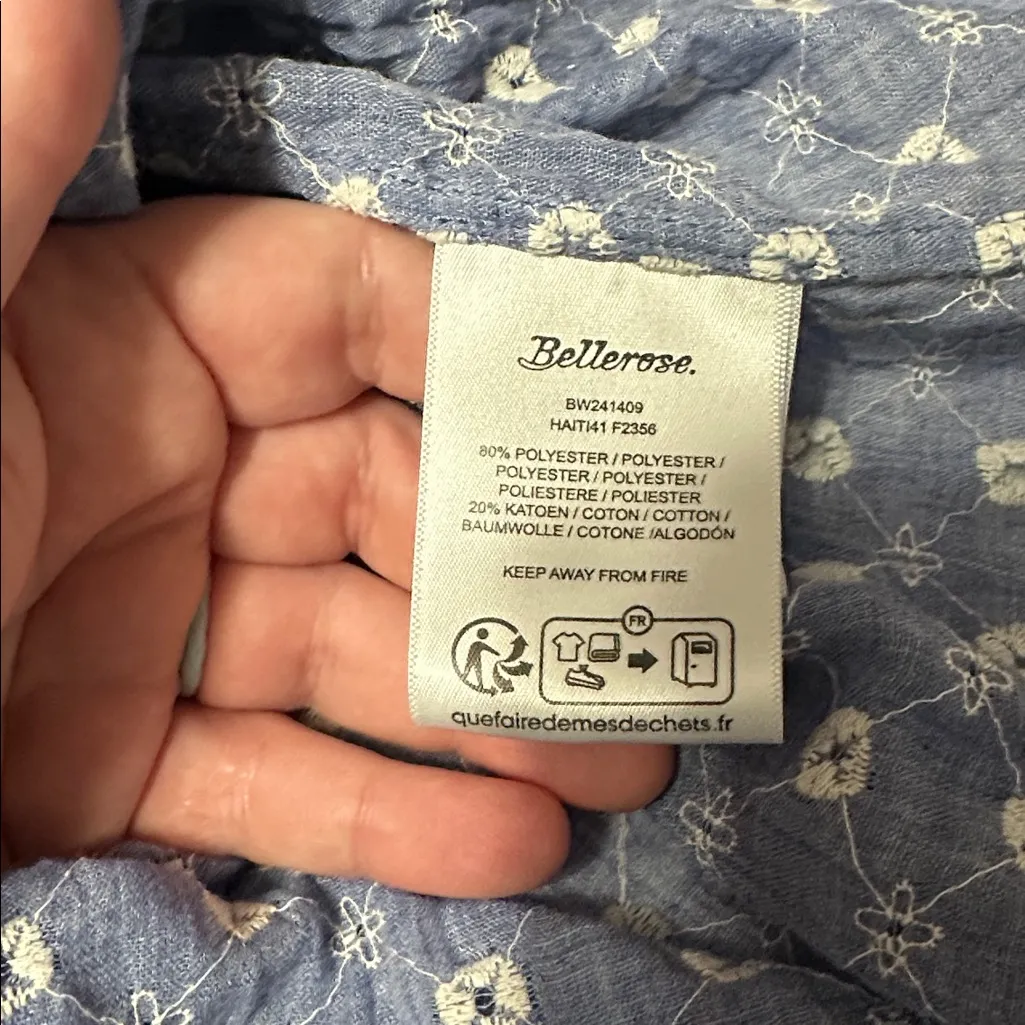 Bellerose.
BW241409
HAITI41 F2356
80% POLYESTER / POLYESTER /
POLYESTER / POLYESTER /
POLIESTERE / POLIESTER
20% KATOEN / COTON / COTTON /
BAUMWOLLE / COTONE /ALGODÓN
KEEP AWAY FROM FIRE
FR
quefairedemesdechets.fr